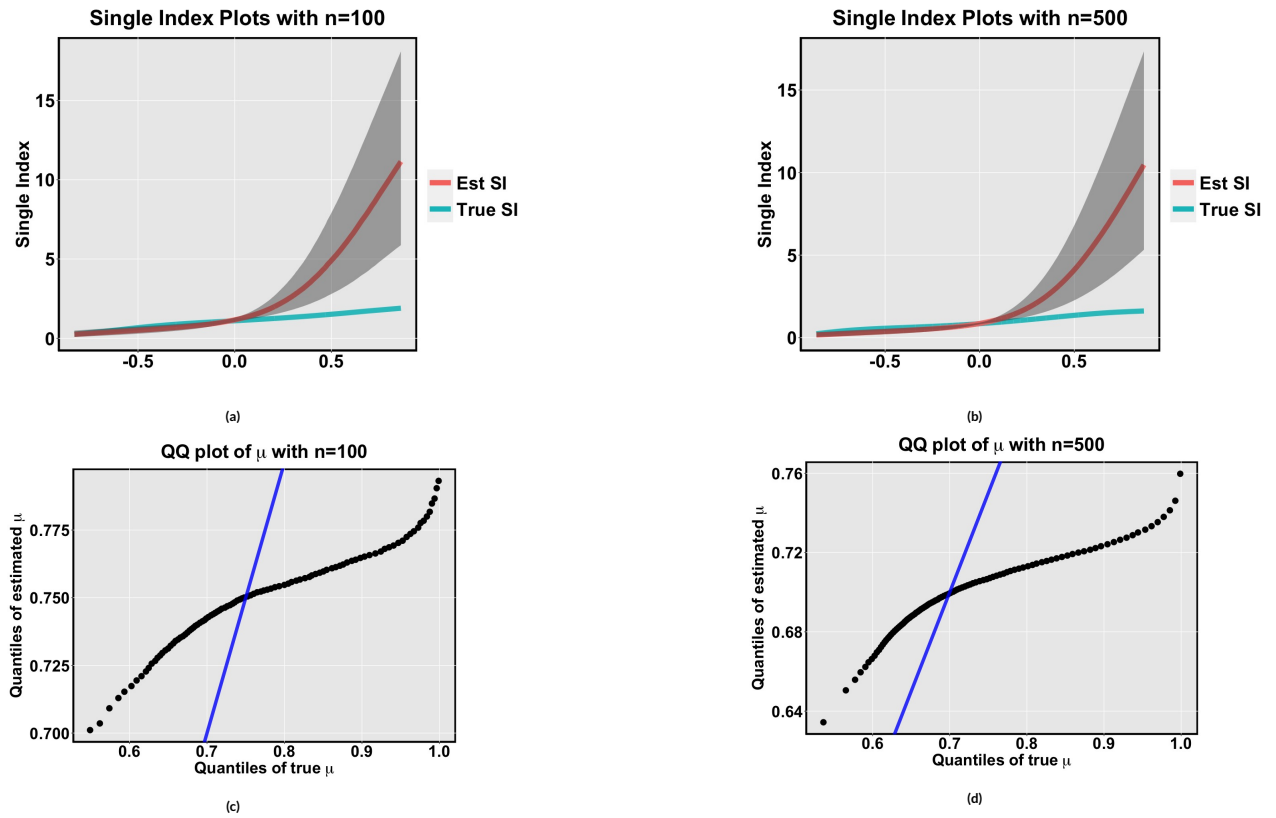 Single Index Plots with n=100
Single Index
15
10
5
0
-0.5 0.0 0.5
Est SI
True SI
(a)
Single Index Plots with n=500
Single Index
15
10
5
0
-0.5 0.0 0.5
Est SI
True SI
(b)
QQ plot of μ with n=100
Quantiles of estimated μ
0.775
0.750
0.725
0.700
0.6 0.7 0.8 0.9 1.0
Quantiles of true μ
(c)
QQ plot of μ with n=500
Quantiles of estimated μ
0.76
0.72
0.68
0.64
0.6 0.7 0.8 0.9 1.0
Quantiles of true μ
(d)